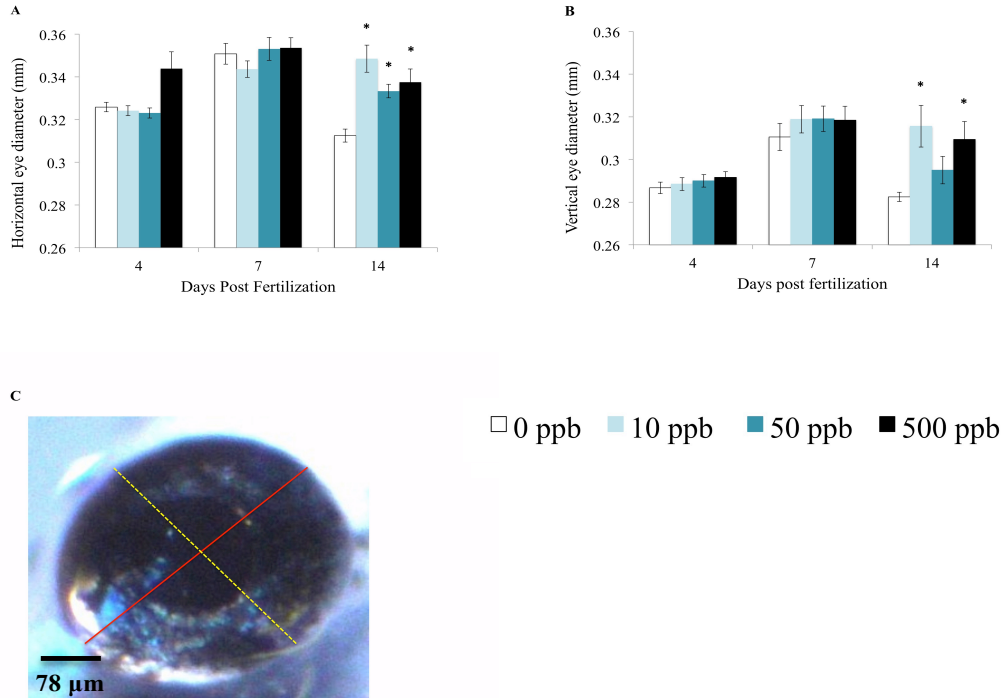 A
Horizontal eye diameter (mm)
0.36
0.34
0.32
0.3
0.28
0.26
* * *
4 7 14
Days Post Fertilization
B
Vertical eye diameter (mm)
0.36
0.34
0.32
0.3
0.28
0.26
* *
4 7 14
Days post fertilization
C
78 µm
0 ppb 10 ppb 50 ppb 500 ppb